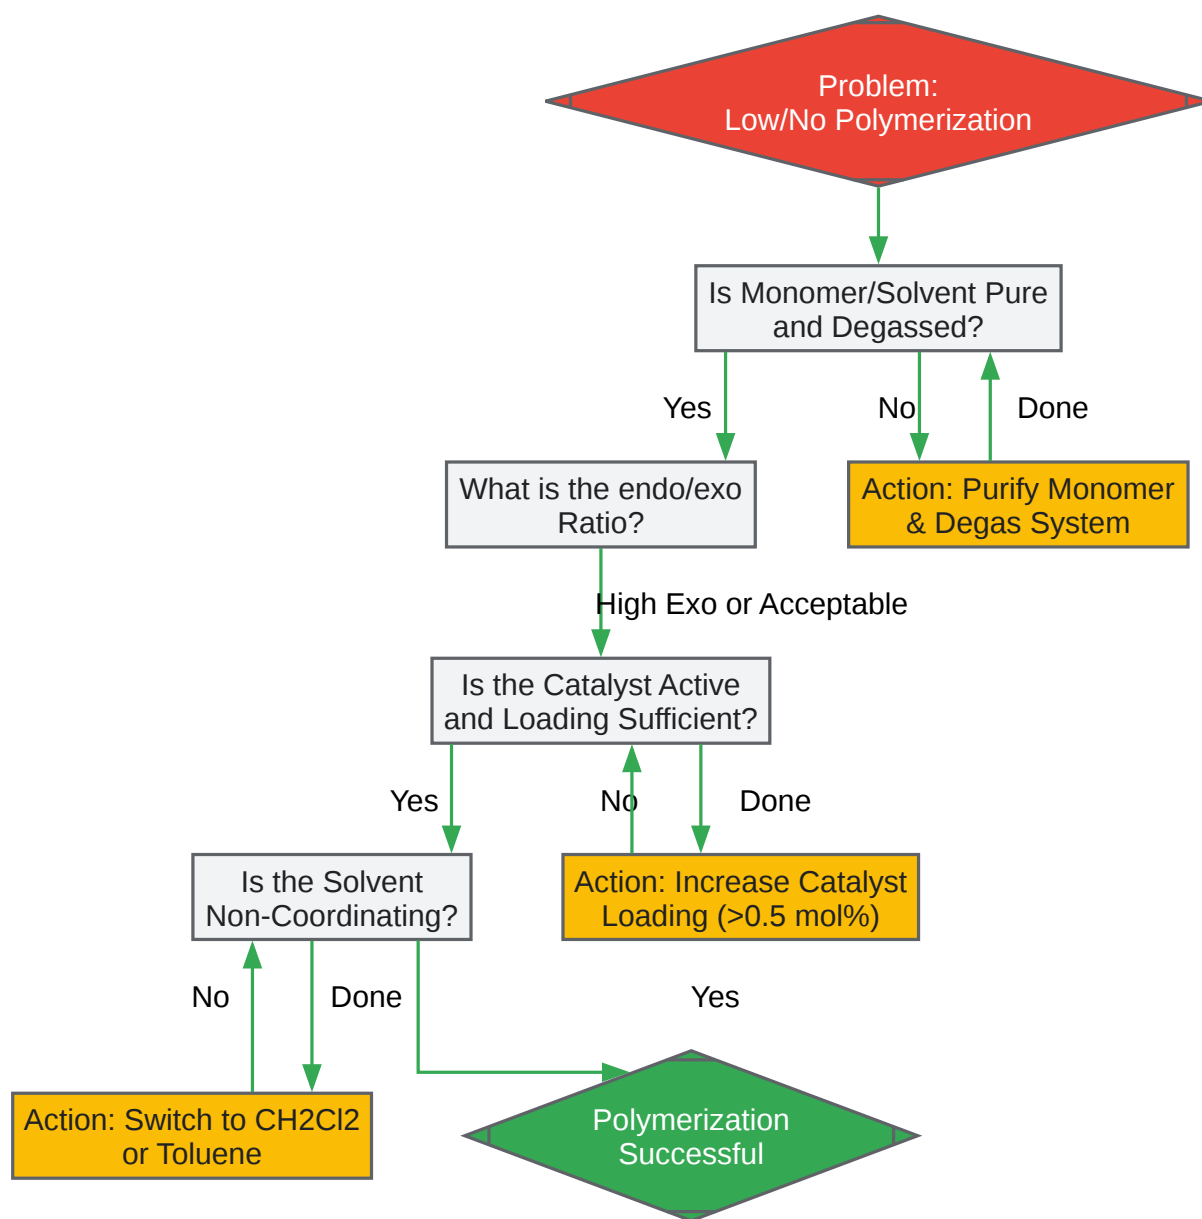 Problem:
Low/No Polymerization
Is Monomer/Solvent Pure
and Degassed?
Yes
No
Done
What is the endo/exo
Ratio?
Action: Purify Monomer
& Degas System
High Exo or Acceptable
Is the Catalyst Active
and Loading Sufficient?
Yes
No
Done
Is the Solvent
Non-Coordinating?
Action: Increase Catalyst
Loading (>0.5 mol%)
No
Done
Yes
Action: Switch to CH2Cl2
or Toluene
Polymerization
Successful